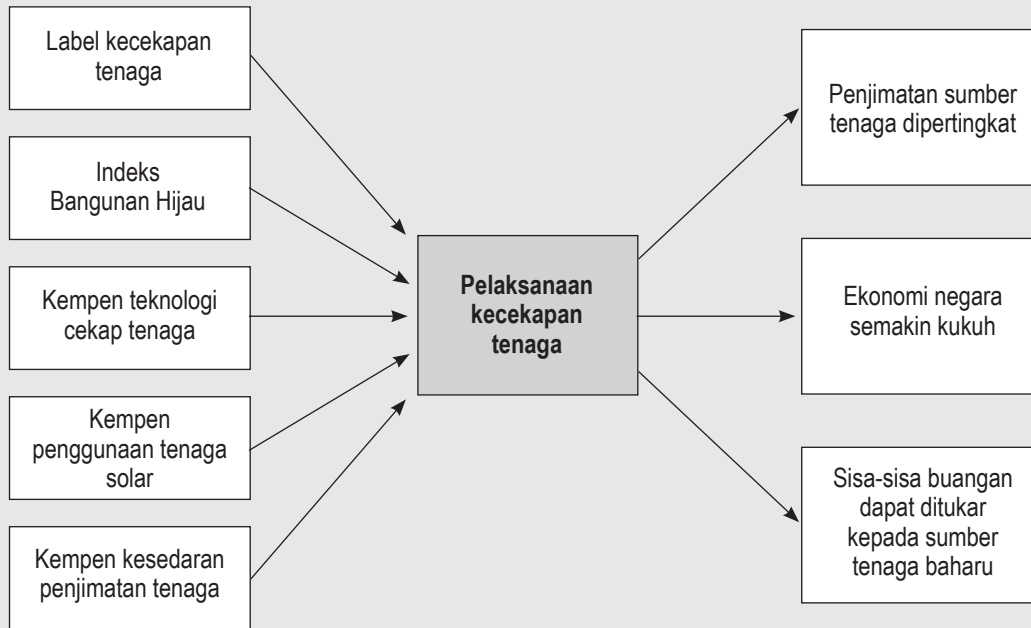 Label kecekapan
tenaga
Indeks
Bangunan Hijau
Kempen teknologi
cekap tenaga
Kempen
penggunaan tenaga
solar
Kempen kesedaran
penjimatan tenaga
Pelaksanaan
kecekapan
tenaga
Penjimatan sumber
tenaga dipertingkat
Ekonomi negara
semakin kukuh
Sisa-sisa buangan
dapat ditukar
kepada sumber
tenaga baharu